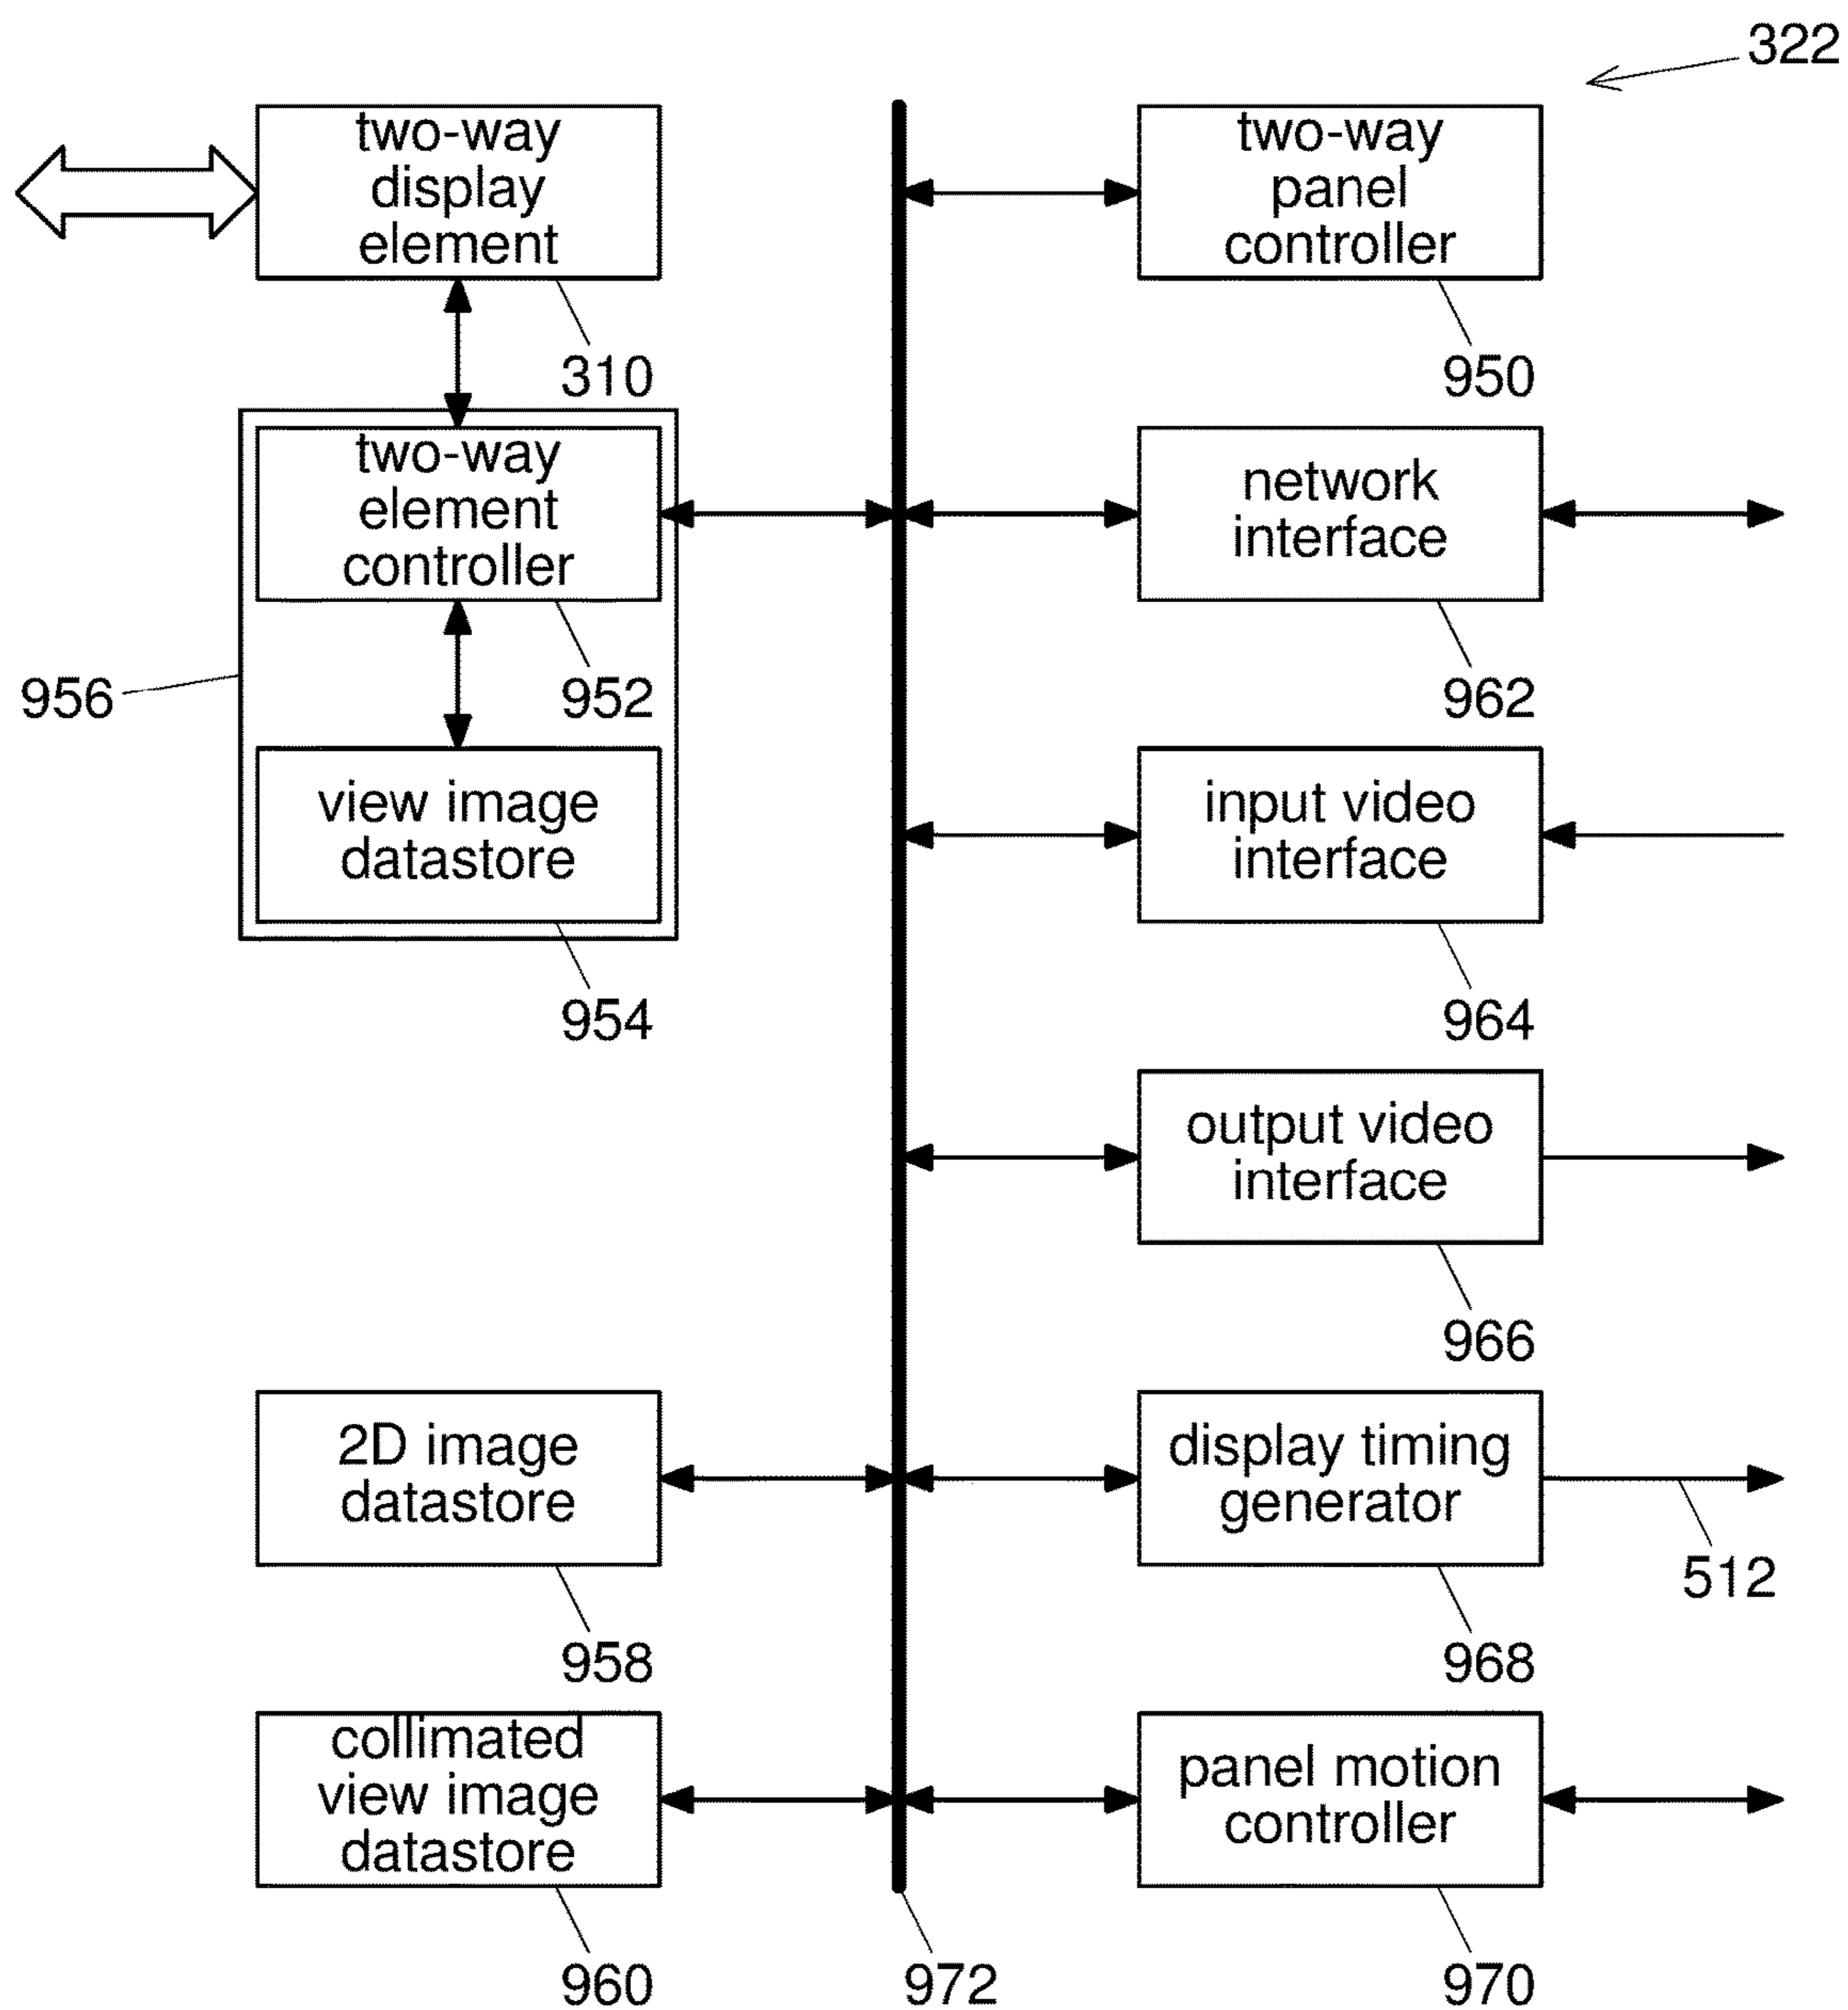 322
two-way
display
element
310
two-way
panel
controller
950
two-way
element
controller
952
956
network
interface
962
view image
datastore
954
input video
interface
964
output video
interface
966
2D image
datastore
958
display timing
generator
968
512
collimated
view image
datastore
960
972
panel motion
controller
970